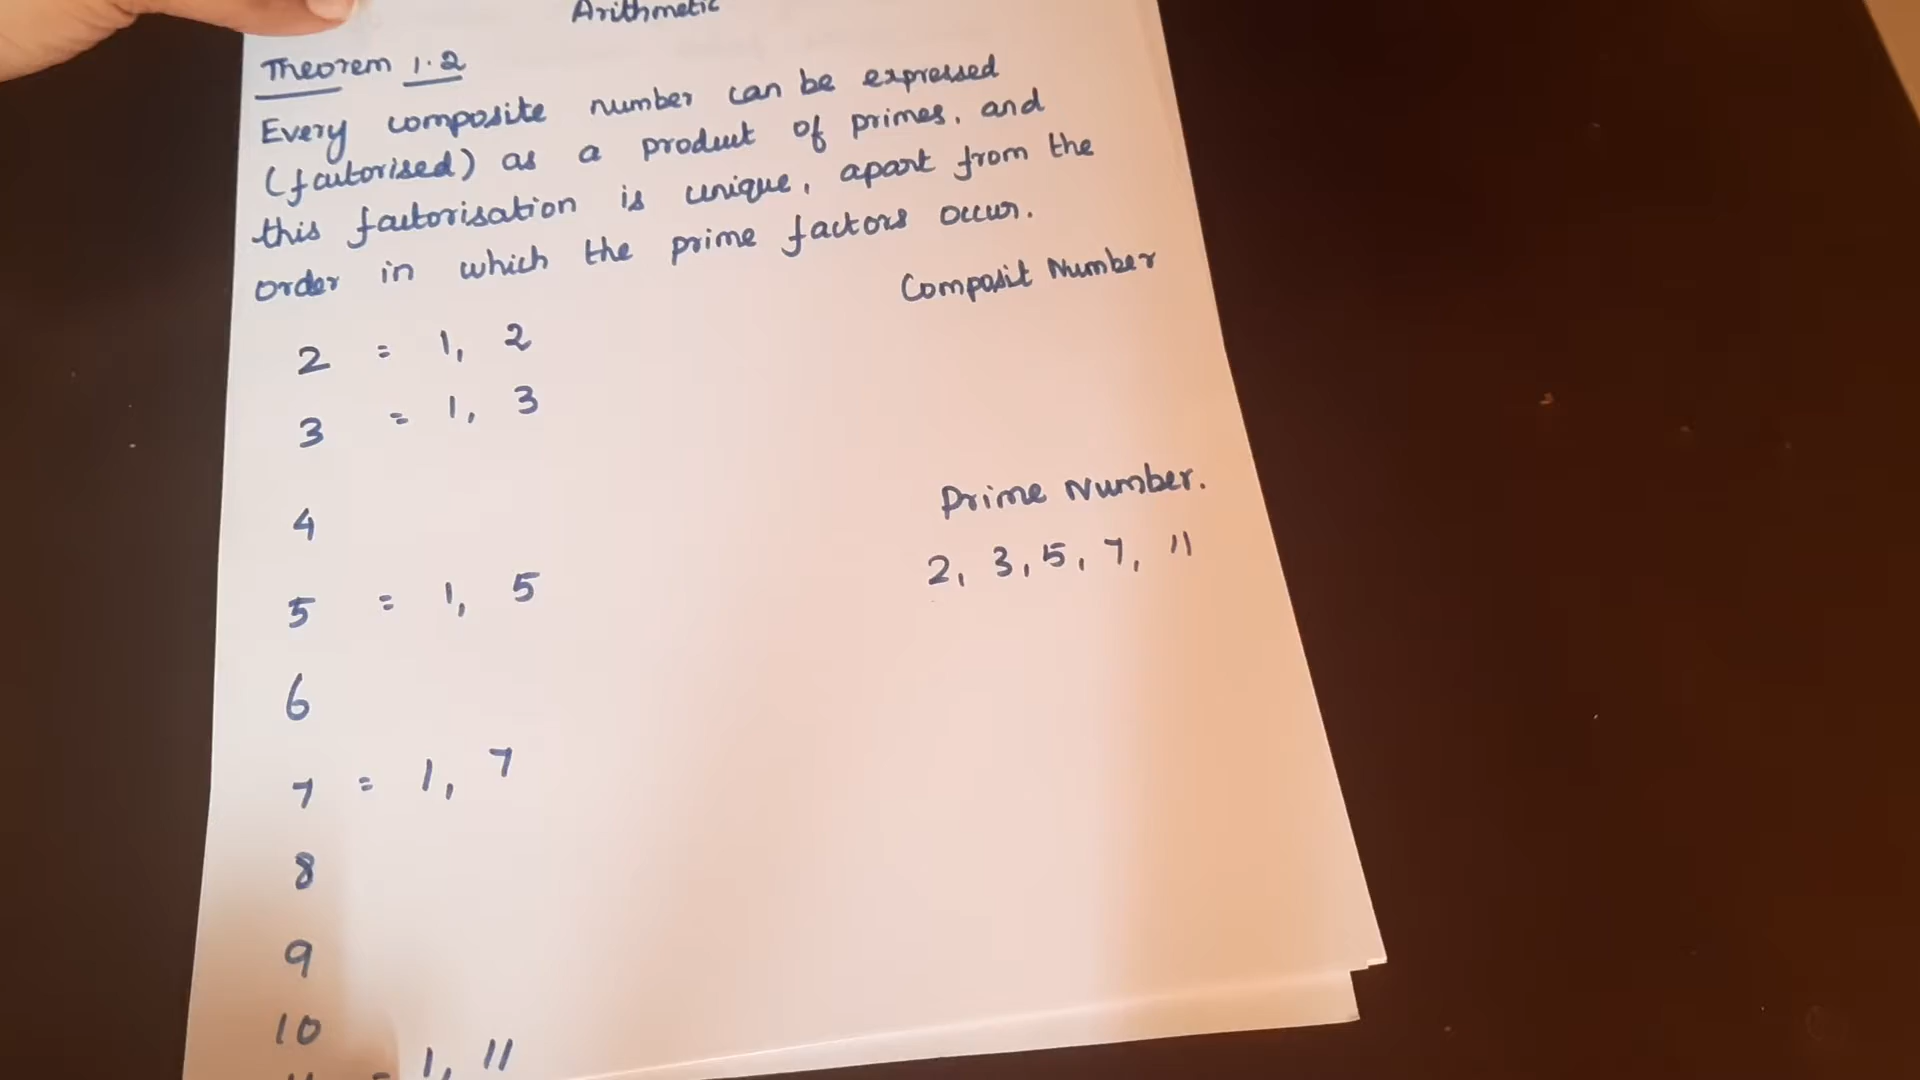 Arithmetic
Theorem 1.2
Every composite number can be expressed
(factorised) as a product of primes, and
this factorisation is unique, apart from the
order in which the prime factors occur.
Composit Number
2 = 1, 2
3 = 1, 3
4
Prime Number.
2, 3, 5, 7, 11
5 = 1, 5
6
7 = 1, 7
8
9
10
11 = 1, 11